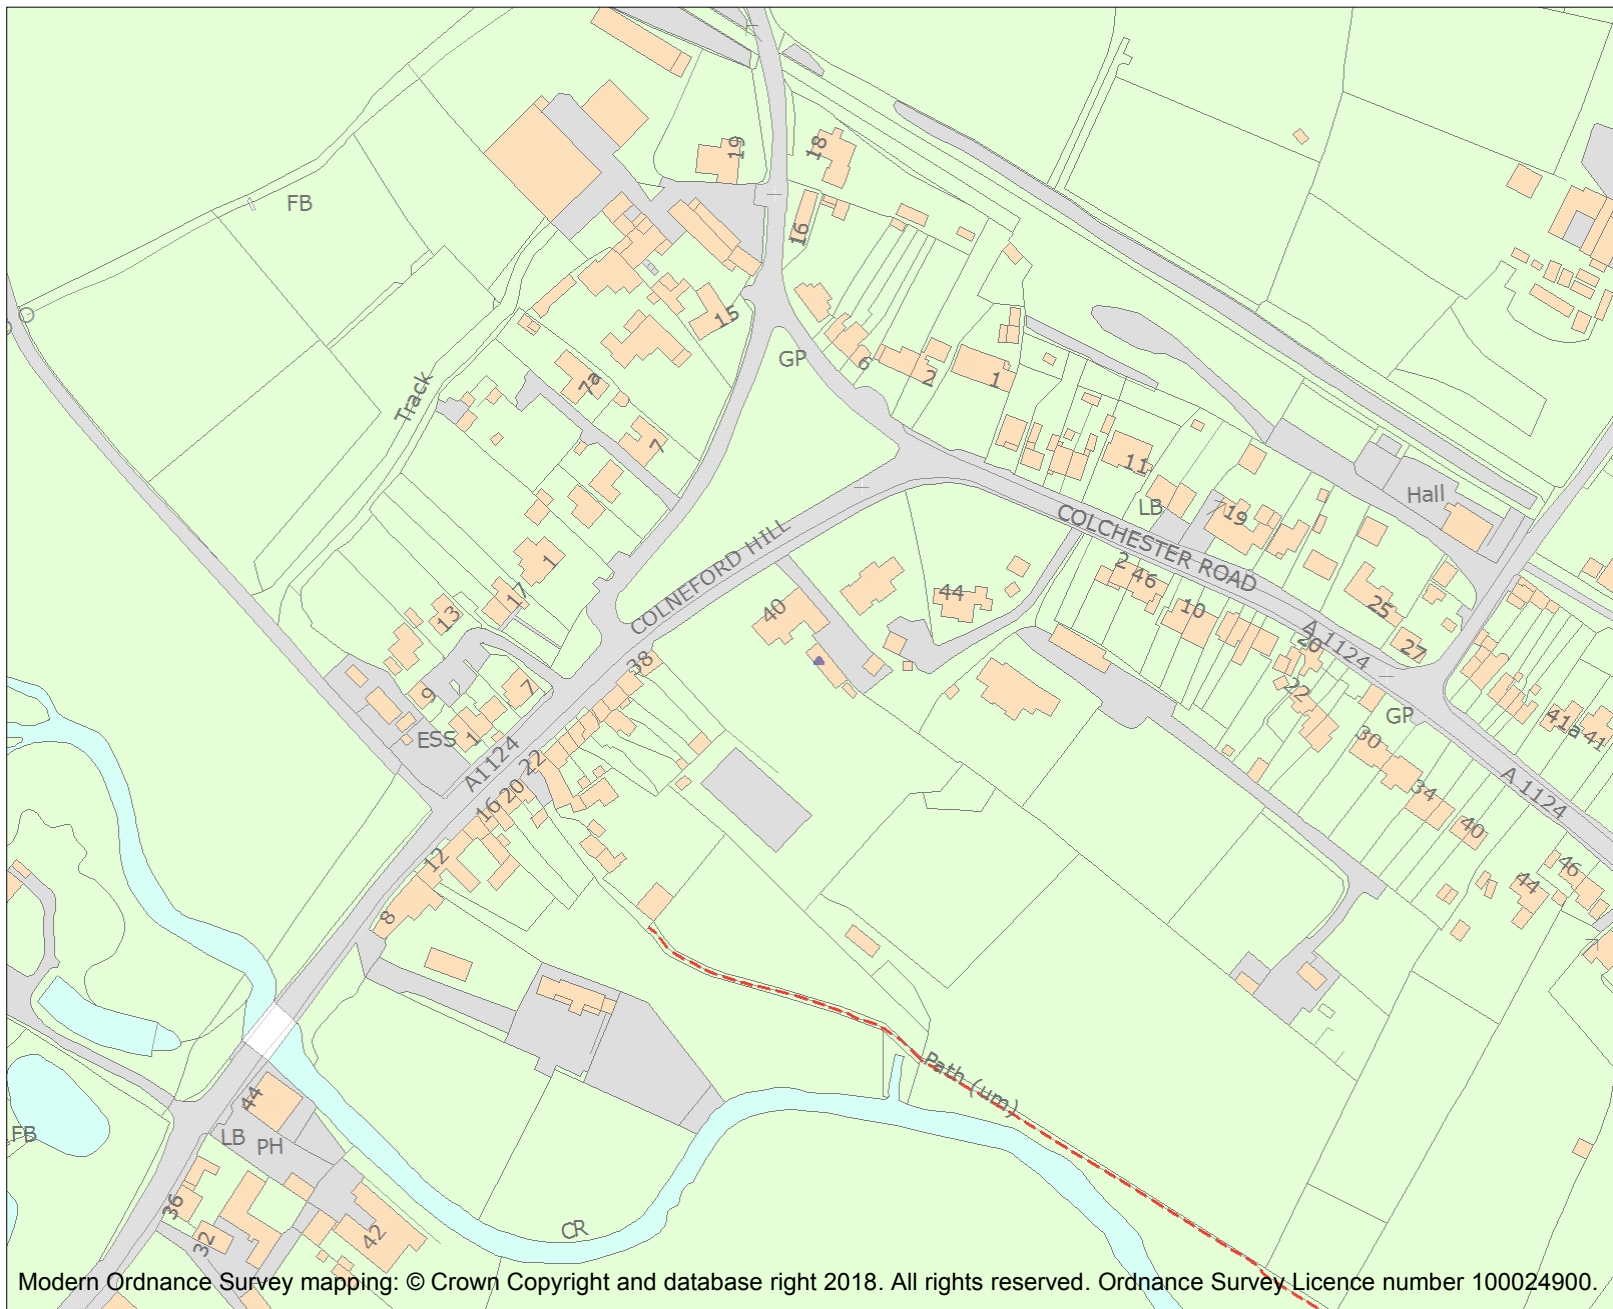 19
18
FB
16
15
GP
6
2
1
7a
Track
7
11
Hall
LB
7
19
COLCHESTER ROAD
COLNEFORD HILL
1
17
13
40
44
2
46
10
25
27
A 1124
20
22
38
9
7
1
ESS
A1124
22
20
16
12
8
GP
41a
41
30
34
40
A 1124
46
44
Path (um)
44
LB
PH
FB
36
32
42
CR
Modern Ordnance Survey mapping: © Crown Copyright and database right 2018. All rights reserved. Ordnance Survey Licence number 100024900.